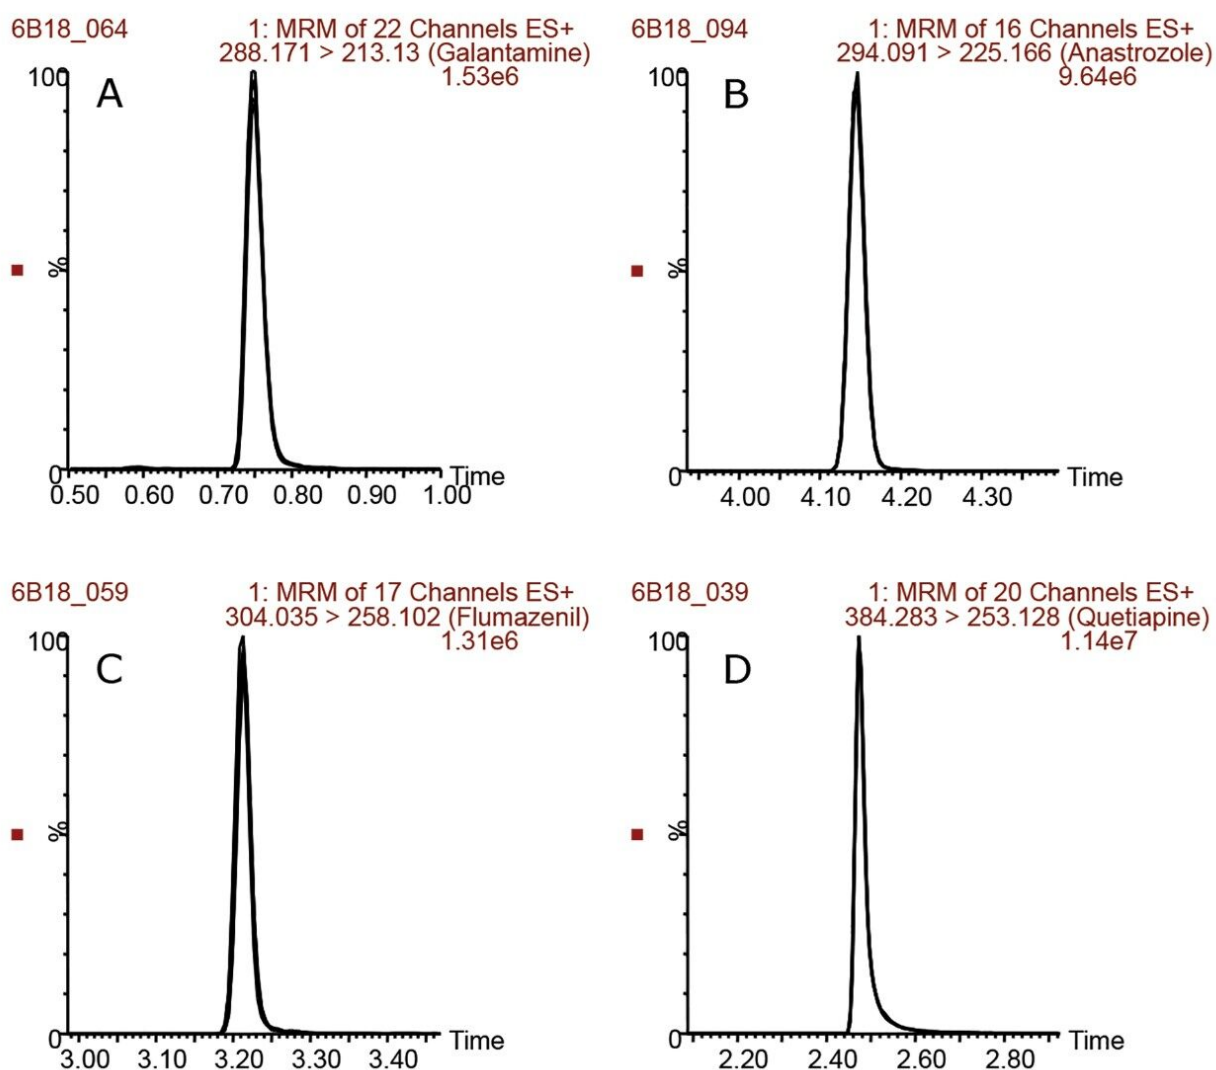 6B18_064
1: MRM of 22 Channels ES+
288.171 > 213.13 (Galantamine)
1.53e6
100
A
%
0
Time
0.50 0.60 0.70 0.80 0.90 1.00
6B18_094
1: MRM of 16 Channels ES+
294.091 > 225.166 (Anastrozole)
9.64e6
100
B
%
0
Time
4.00 4.10 4.20 4.30
6B18_059
1: MRM of 17 Channels ES+
304.035 > 258.102 (Flumazenil)
1.31e6
100
C
%
0
Time
3.00 3.10 3.20 3.30 3.40
6B18_039
1: MRM of 20 Channels ES+
384.283 > 253.128 (Quetiapine)
1.14e7
100
D
%
0
Time
2.20 2.40 2.60 2.80